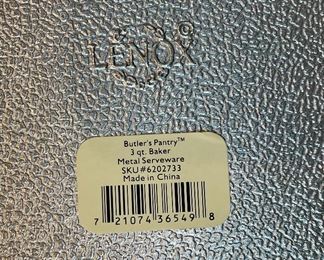 LENOX
Butler's Pantry™
3 qt. Baker
Metal Serveware
SKU#6202733
Made in China
7 21074 36549 8